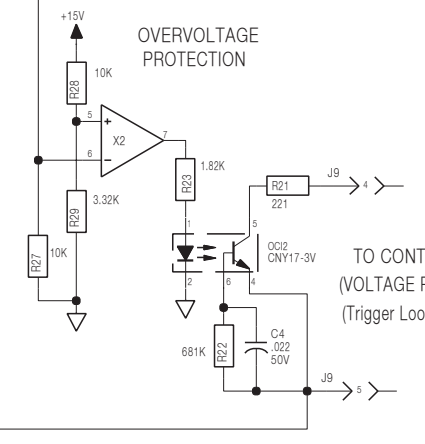 +15V
OVERVOLTAGE
PROTECTION
R28
10K
5
+
X2
7
6
−
1.82K
R23
3.32K
R29
R27
10K
1
2
5
OCI2
CNY17-3V
6
4
R21
221
J9
4
TO CONT
(VOLTAGE
(Trigger Loo
681K
R22
C4
.022
50V
J9
5